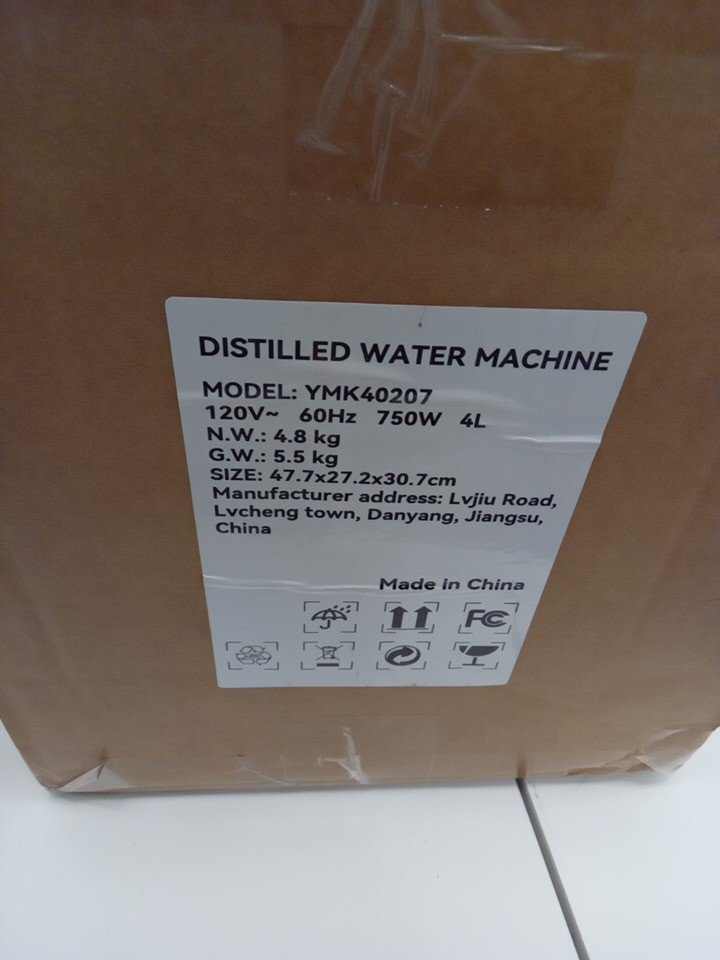 DISTILLED WATER MACHINE
MODEL: YMK40207
120V~ 60Hz 750W 4L
N.W.: 4.8 kg
G.W.: 5.5 kg
SIZE: 47.7x27.2x30.7cm
Manufacturer address: Lvjiu Road,
Lvcheng town, Danyang, Jiangsu,
China
Made in China
FC